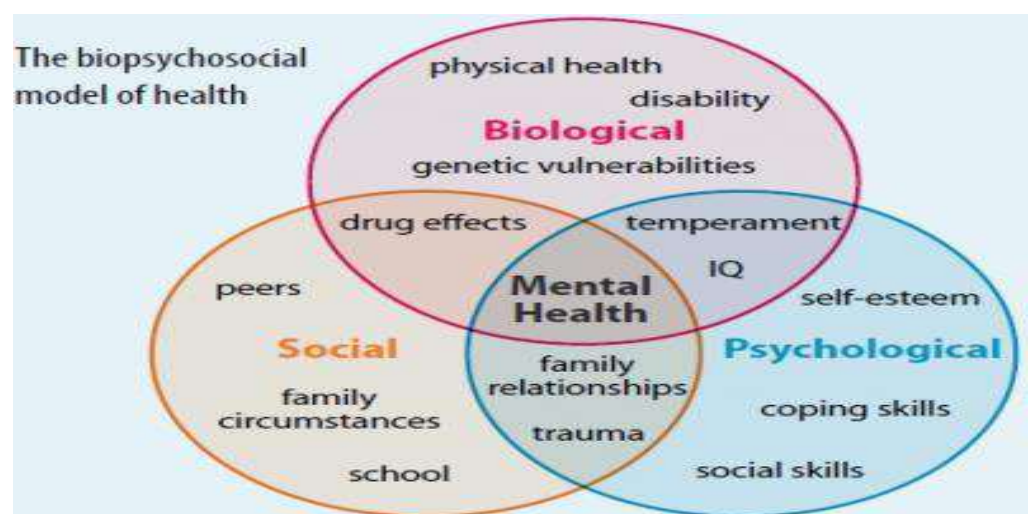 The biopsychosocial
model of health
physical health
disability
Biological
genetic vulnerabilities
drug effects
temperament
IQ
peers
Mental
Health
self-esteem
Social
Psychological
family
relationships
family
circumstances
coping skills
trauma
school
social skills